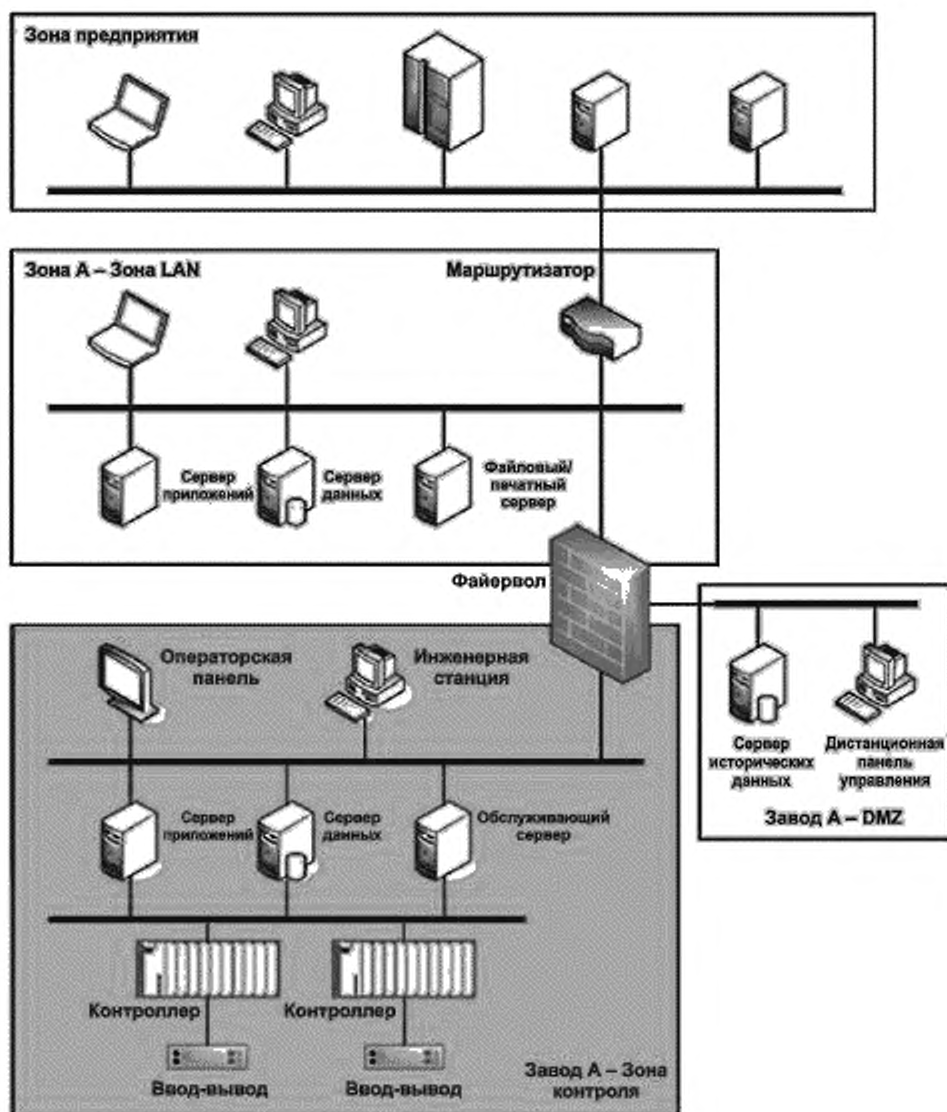 Зона предприятия
Зона А – Зона LAN
Маршрутизатор
Сервер
приложений
Сервер
данных
Файловый/
печатный
сервер
Файервол
Операторская
панель
Инженерная
станция
Сервер
исторических
данных
Дистанционная
панель
управления
Завод А – DMZ
Сервер
приложений
Сервер
данных
Обслуживающий
сервер
Контроллер
Контроллер
Ввод-вывод
Ввод-вывод
Завод А – Зона
контроля